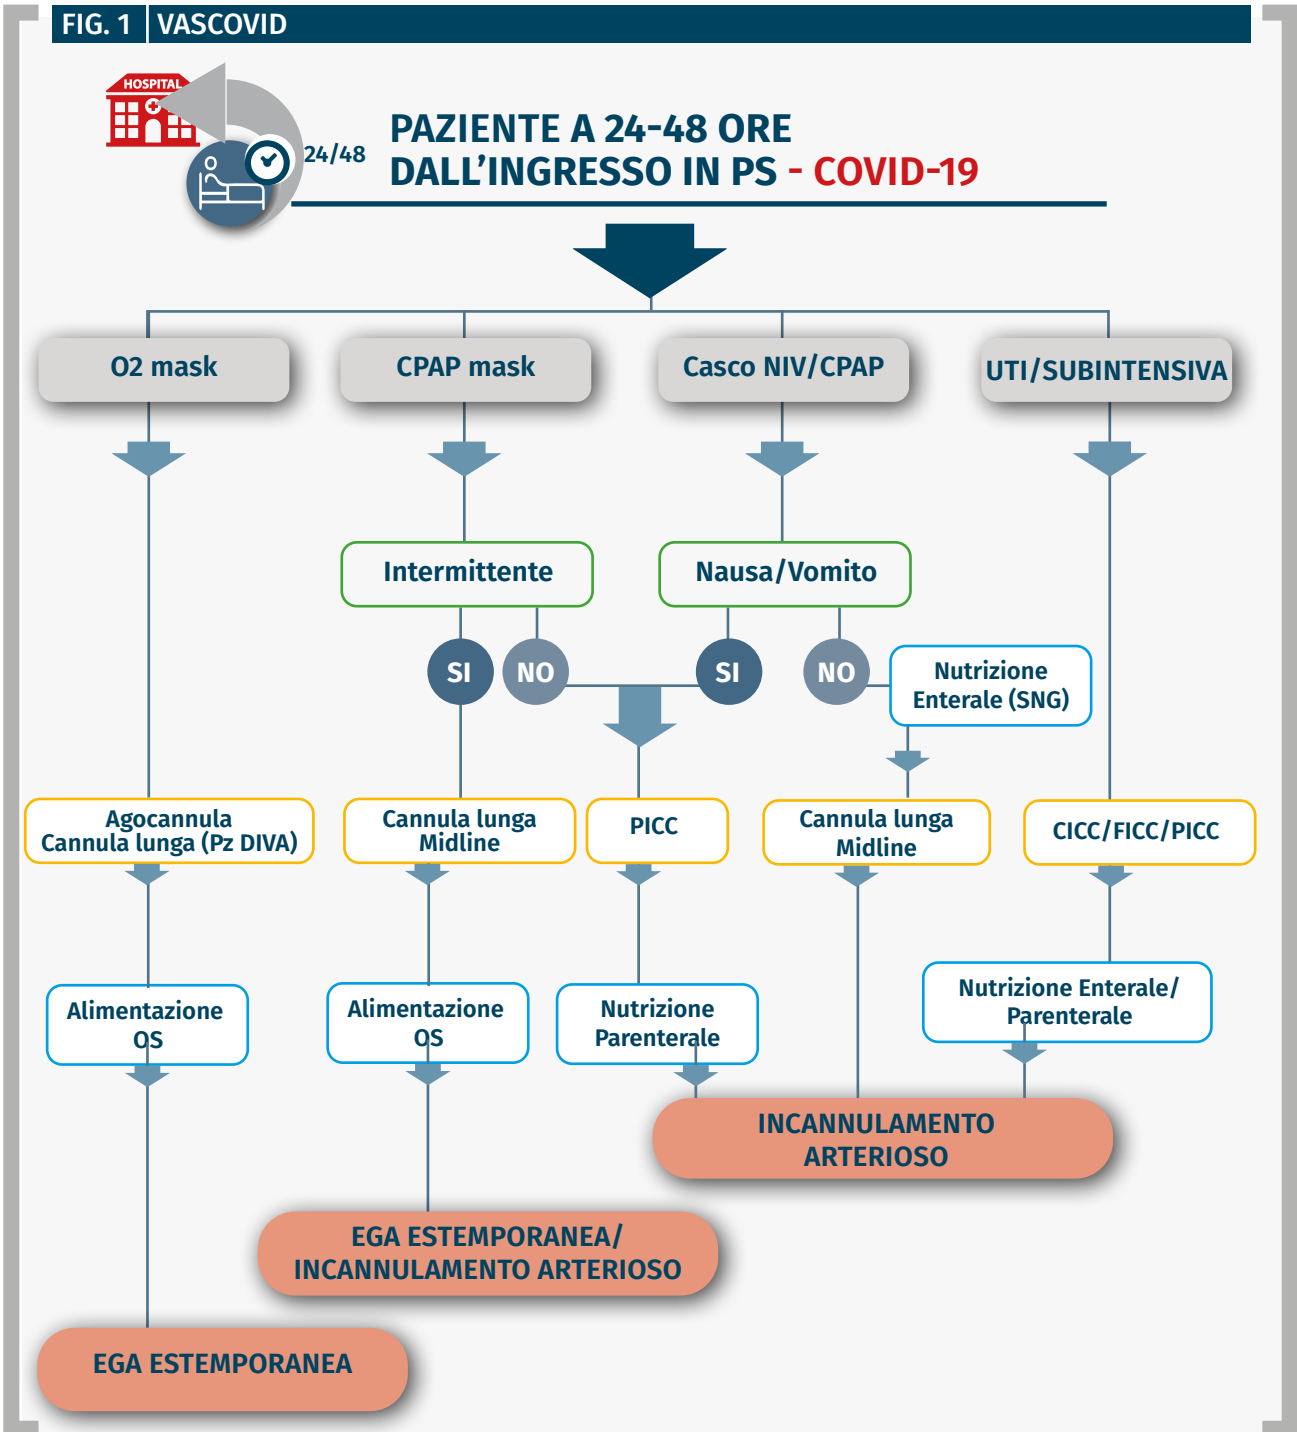 FIG. 1 VASCOVID
HOSPITAL
24/48
PAZIENTE A 24-48 ORE
DALL'INGRESSO IN PS - COVID-19
O2 mask
CPAP mask
Casco NIV/CPAP
UTI/SUBINTENSIVA
Intermittente
Nausa/Vomito
SI
NO
SI
NO
Nutrizione
Enterale (SNG)
Agocannula
Cannula lunga (Pz DIVA)
Cannula lunga
Midline
PICC
Cannula lunga
Midline
CICC/FICC/PICC
Alimentazione
OS
Alimentazione
OS
Nutrizione
Parenterale
Nutrizione Enterale/
Parenterale
INCANNULAMENTO
ARTERIOSO
EGA ESTEMPORANEA/
INCANNULAMENTO ARTERIOSO
EGA ESTEMPORANEA